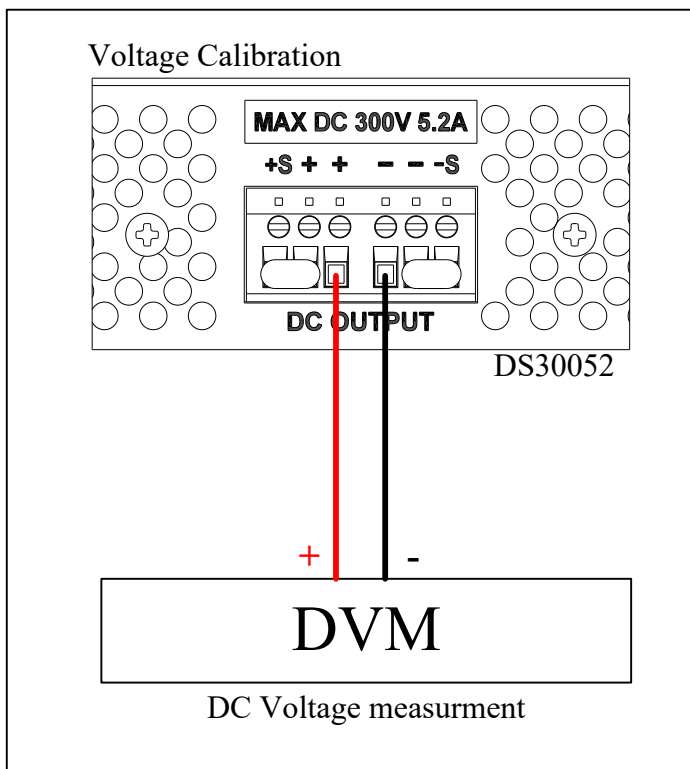 Voltage Calibration
MAX DC 300V 5.2A
+S + + - - -S
DC OUTPUT
DS30052
+ -
DVM
DC Voltage measurment